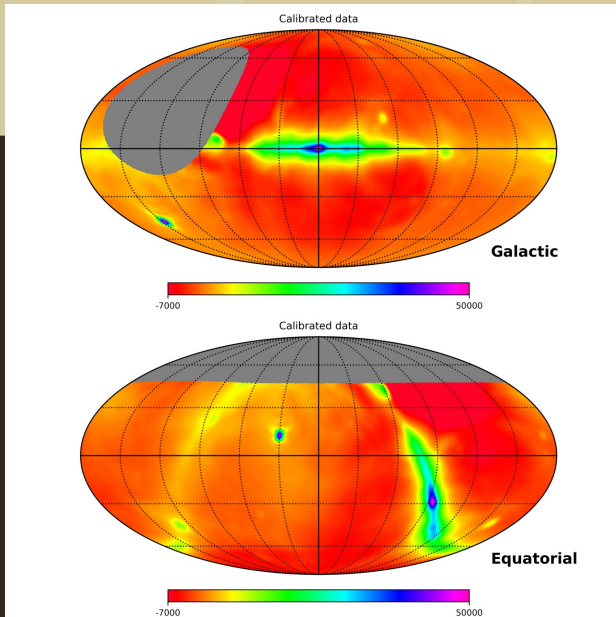 Calibrated data
Galactic
-7000 50000
Calibrated data
Equatorial
-7000 50000